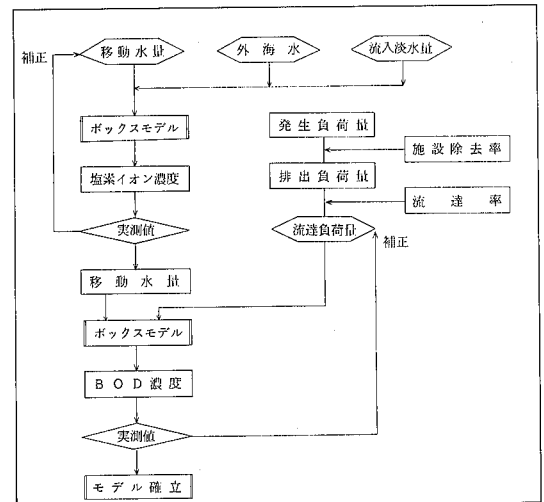 補正
移動水量
外海水
流入淡水量
ボックスモデル
発生負荷量
施設除去率
塩素イオン濃度
排出負荷量
流達率
実測値
流達負荷量
補正
移動水量
ボックスモデル
BOD濃度
実測値
モデル確立